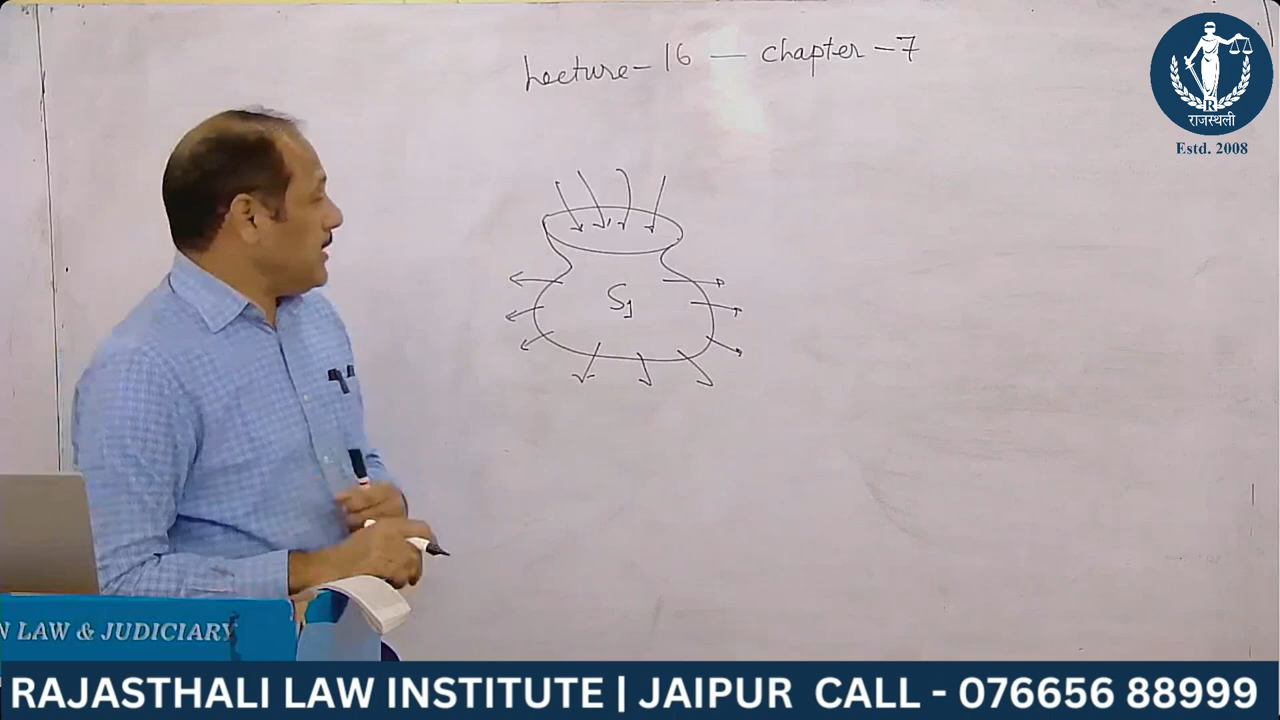 Lecture-16 — chapter-7
R
राजस्थली
Estd. 2008
S1
N LAW & JUDICIARY
RAJASTHALI LAW INSTITUTE | JAIPUR CALL - 076656 88999